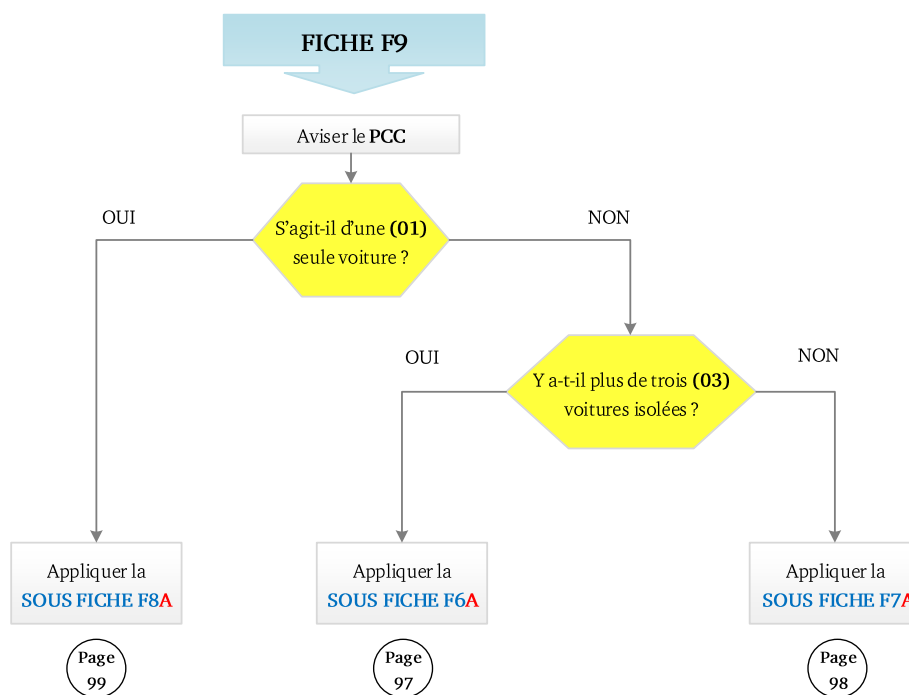 FICHE F9
Aviser le PCC
OUI
S'agit-il d'une (01)
seule voiture ?
NON
OUI
Y a-t-il plus de trois (03)
voitures isolées ?
NON
Appliquer la
SOUS FICHE F8A
Appliquer la
SOUS FICHE F6A
Appliquer la
SOUS FICHE F7A
Page
99
Page
97
Page
98